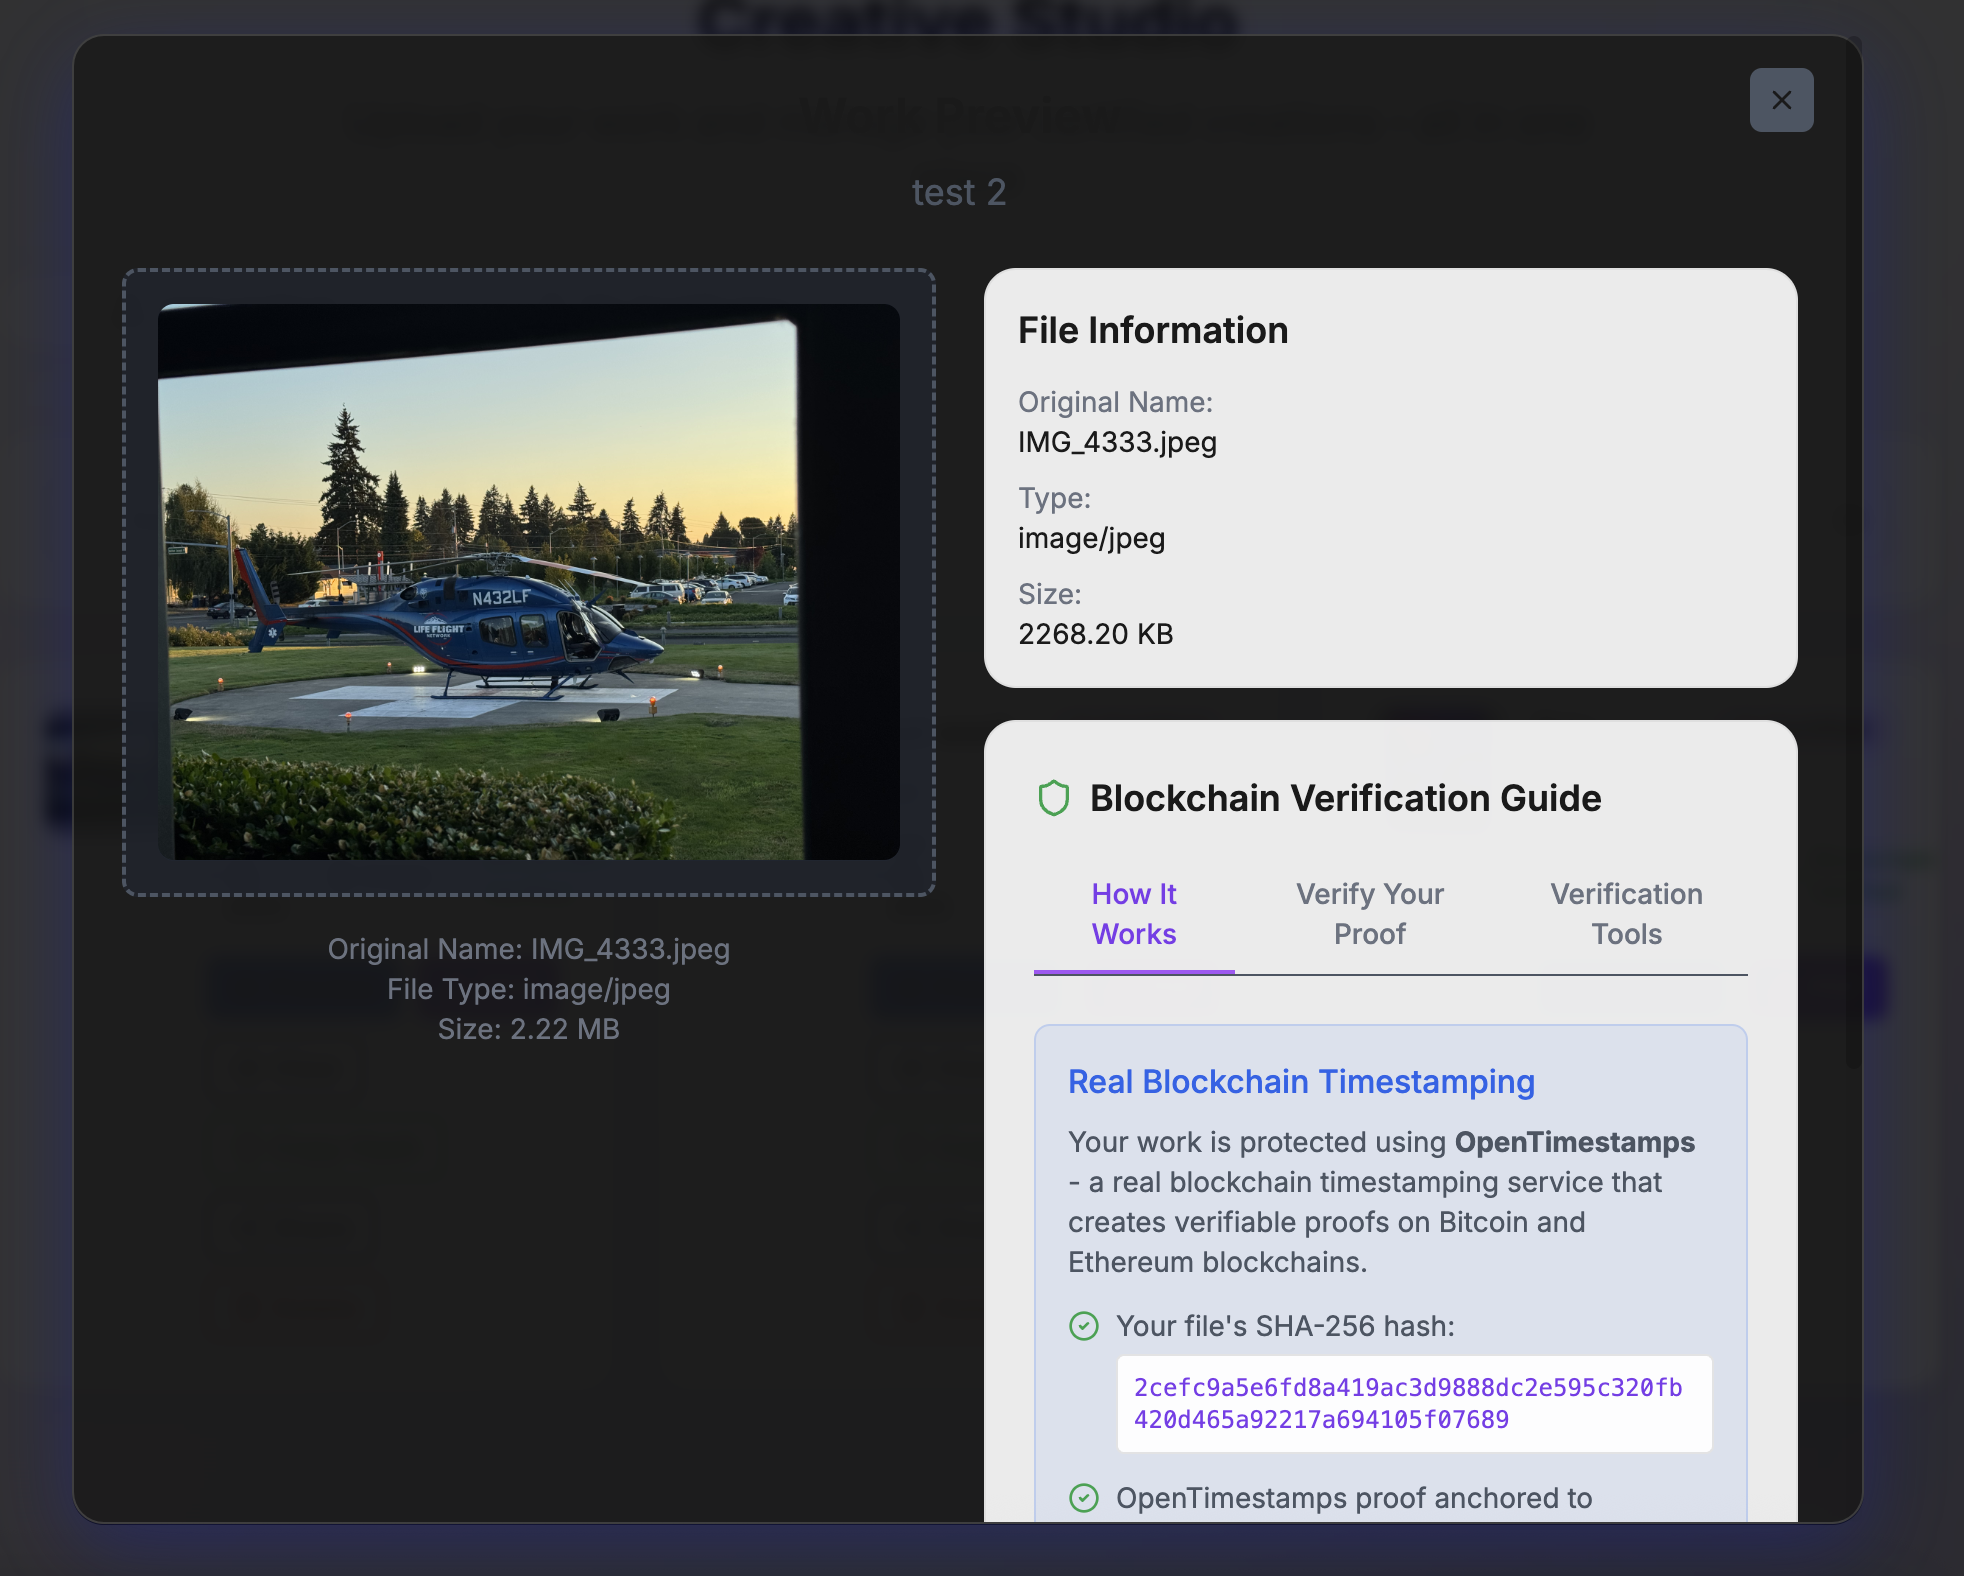 Creative Studio
Work Preview
test 2
N432LF
LIFE FLIGHT
NETWORK
Original Name: IMG_4333.jpeg
File Type: image/jpeg
Size: 2.22 MB
File Information
Original Name:
IMG_4333.jpeg
Type:
image/jpeg
Size:
2268.20 KB
Blockchain Verification Guide
How It
Works
Verify Your
Proof
Verification
Tools
Real Blockchain Timestamping
Your work is protected using OpenTimestamps
- a real blockchain timestamping service that
creates verifiable proofs on Bitcoin and
Ethereum blockchains.
Your file's SHA-256 hash:
2cefc9a5e6fd8a419ac3d9888dc2e595c320fb
420d465a92217a694105f07689
OpenTimestamps proof anchored to